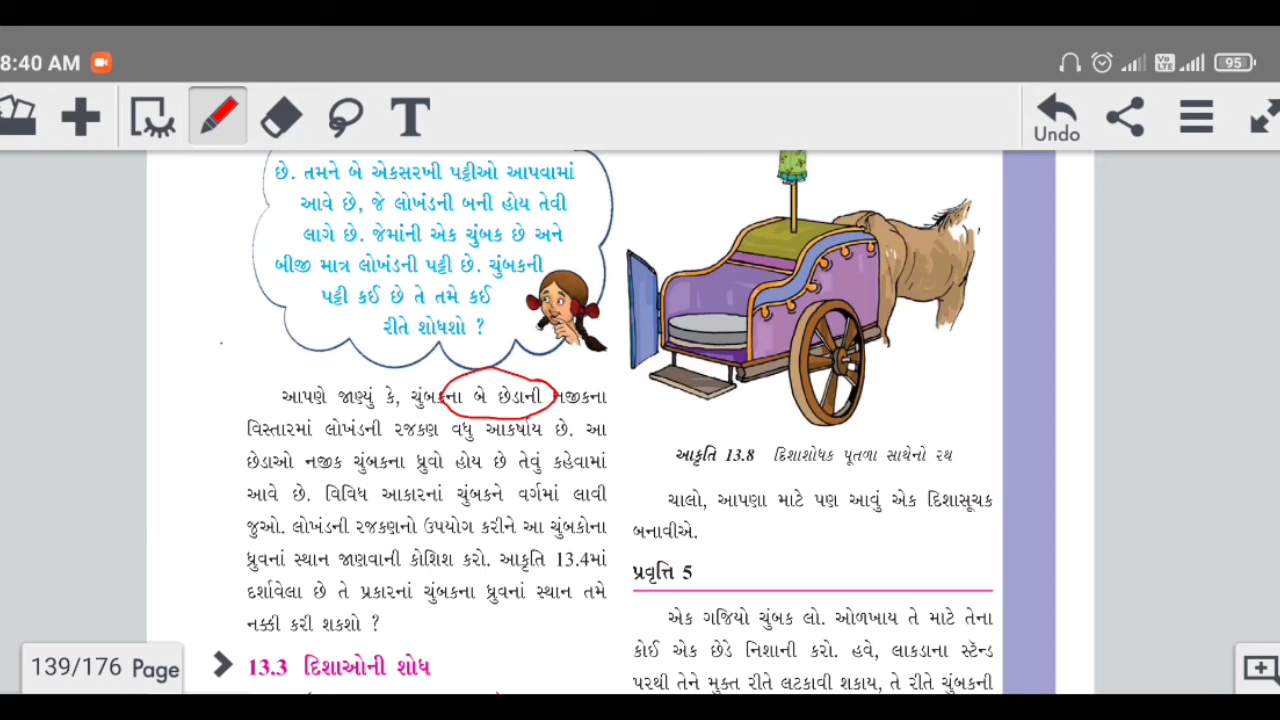 8:40 AM
Vo LTE
95
T
Undo
છે. તમને બે એકસરખી પટ્ટીઓ આપવામાં
આવે છે, જે લોખંડની બની હોય તેવી
લાગે છે. જેમાંની એક ચુંબક છે અને
બીજી માત્ર લોખંડની પટ્ટી છે. ચુંબકની
પટ્ટી કઈ છે તે તમે કઈ
રીતે શોધશો ?
આપણે જાણ્યું કે, ચુંબકના બે છેડાની નજીકના
વિસ્તારમાં લોખંડની રજકણ વધુ આકર્ષાય છે. આ
છેડાઓ નજીક ચુંબકના ધ્રુવો હોય છે તેવું કહેવામાં
આવે છે. વિવિધ આકારનાં ચુંબકને વર્ગમાં લાવી
જુઓ. લોખંડની રજકણનો ઉપયોગ કરીને આ ચુંબકોના
ધ્રુવનાં સ્થાન જાણવાની કોશિશ કરો. આકૃતિ 13.4માં
દર્શાવેલા છે તે પ્રકારનાં ચુંબકના ધ્રુવનાં સ્થાન તમે
નક્કી કરી શકશો ?
13.3 દિશાઓની શોધ
આકૃતિ 13.8 દિશાશોધક પૂતળા સાથેનો રથ
ચાલો, આપણા માટે પણ આવું એક દિશાસૂચક
બનાવીએ.
પ્રવૃત્તિ 5
એક ગજિયો ચુંબક લો. ઓળખાય તે માટે તેના
કોઈ એક છેડે નિશાની કરો. હવે, લાકડાના સ્ટૅન્ડ
પરથી તેને મુક્ત રીતે લટકાવી શકાય, તે રીતે ચુંબકની
139/176 Page